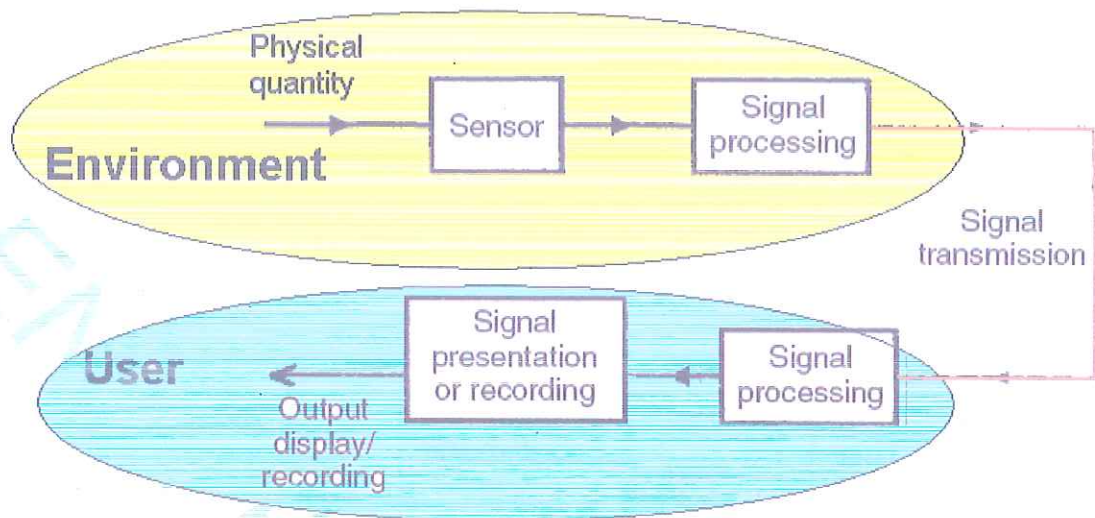 Physical
quantity
Sensor
Signal
processing
Environment
Signal
transmission
Signal
presentation
or recording
Signal
processing
User
Output
display/
recording